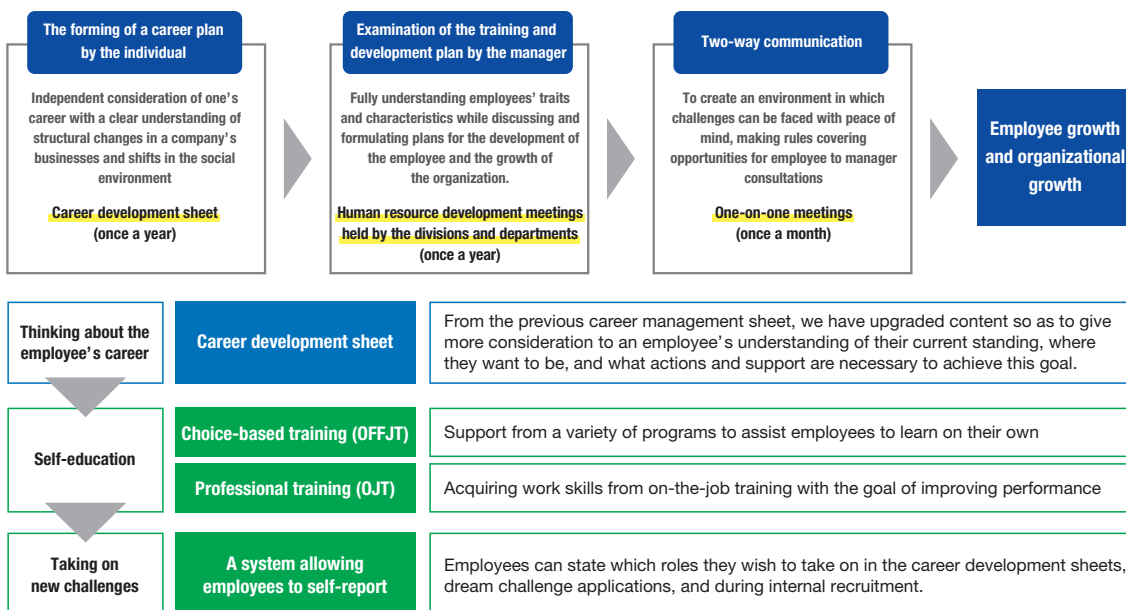 The forming of a career plan
by the individual
Independent consideration of one's
career with a clear understanding of
structural changes in a company's
businesses and shifts in the social
environment
Career development sheet
(once a year)
Examination of the training and
development plan by the manager
Fully understanding employees' traits
and characteristics while discussing and
formulating plans for the development of
the employee and the growth of
the organization.
Human resource development meetings
held by the divisions and departments
(once a year)
Two-way communication
To create an environment in which
challenges can be faced with peace of
mind, making rules covering
opportunities for employee to manager
consultations
One-on-one meetings
(once a month)
Employee growth
and organizational
growth
Thinking about the
employee's career
Career development sheet
From the previous career management sheet, we have upgraded content so as to give
more consideration to an employee's understanding of their current standing, where
they want to be, and what actions and support are necessary to achieve this goal.
Self-education
Choice-based training (OFFJT)
Support from a variety of programs to assist employees to learn on their own
Professional training (OJT)
Acquiring work skills from on-the-job training with the goal of improving performance
Taking on
new challenges
A system allowing
employees to self-report
Employees can state which roles they wish to take on in the career development sheets,
dream challenge applications, and during internal recruitment.